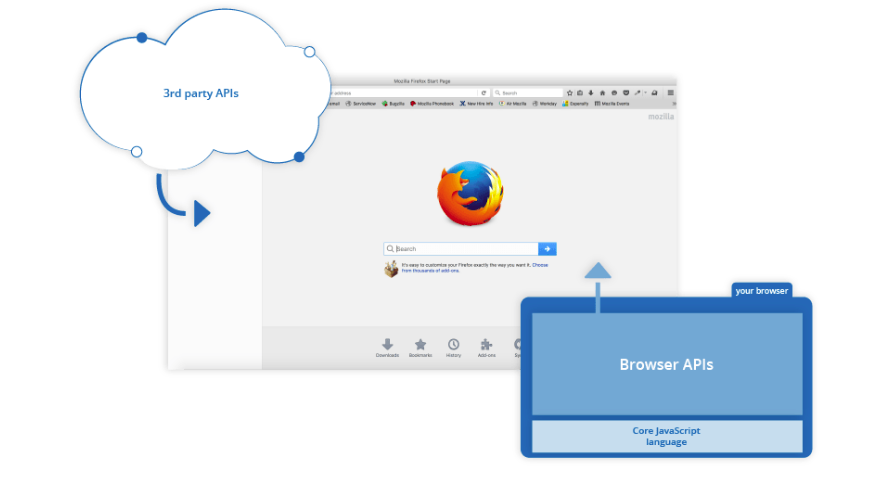 Mozilla Firefox Start Page
3rd party APIs
address
Search
ServiceNow
Bugzilla
Mozilla Phonebook
New Hire Info
Air Mozilla
Workday
Expensify
Mozilla Events
mozilla
Search
It's easy to customize your Firefox exactly the way you want it. Choose
from thousands of add-ons.
your browser
Downloads
Bookmarks
History
Add-ons
Browser APIs
Core JavaScript
language